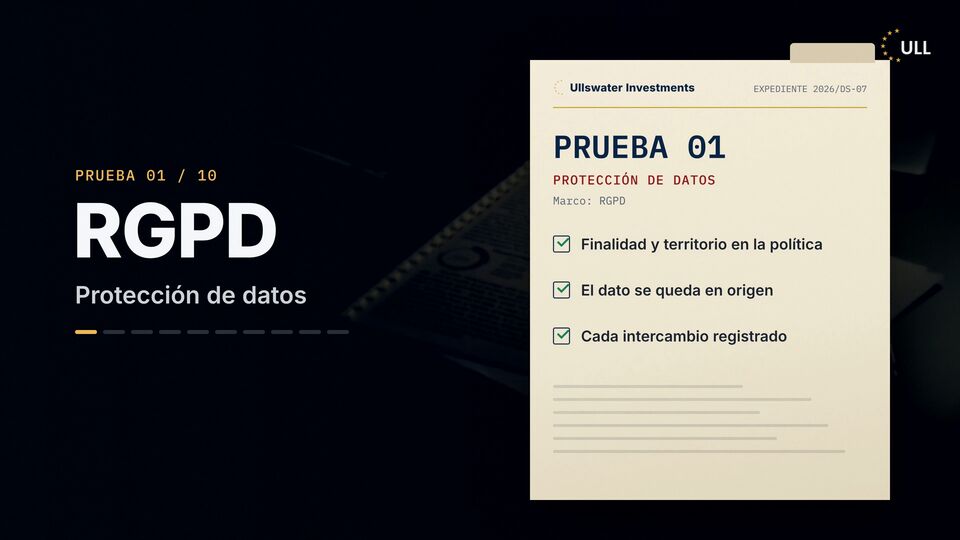 PRUEBA 01 / 10
RGPD
Protección de datos
ULL
Ullswater Investments
EXPEDIENTE 2026/DS-07
PRUEBA 01
PROTECCIÓN DE DATOS
Marco: RGPD
Finalidad y territorio en la política
El dato se queda en origen
Cada intercambio registrado